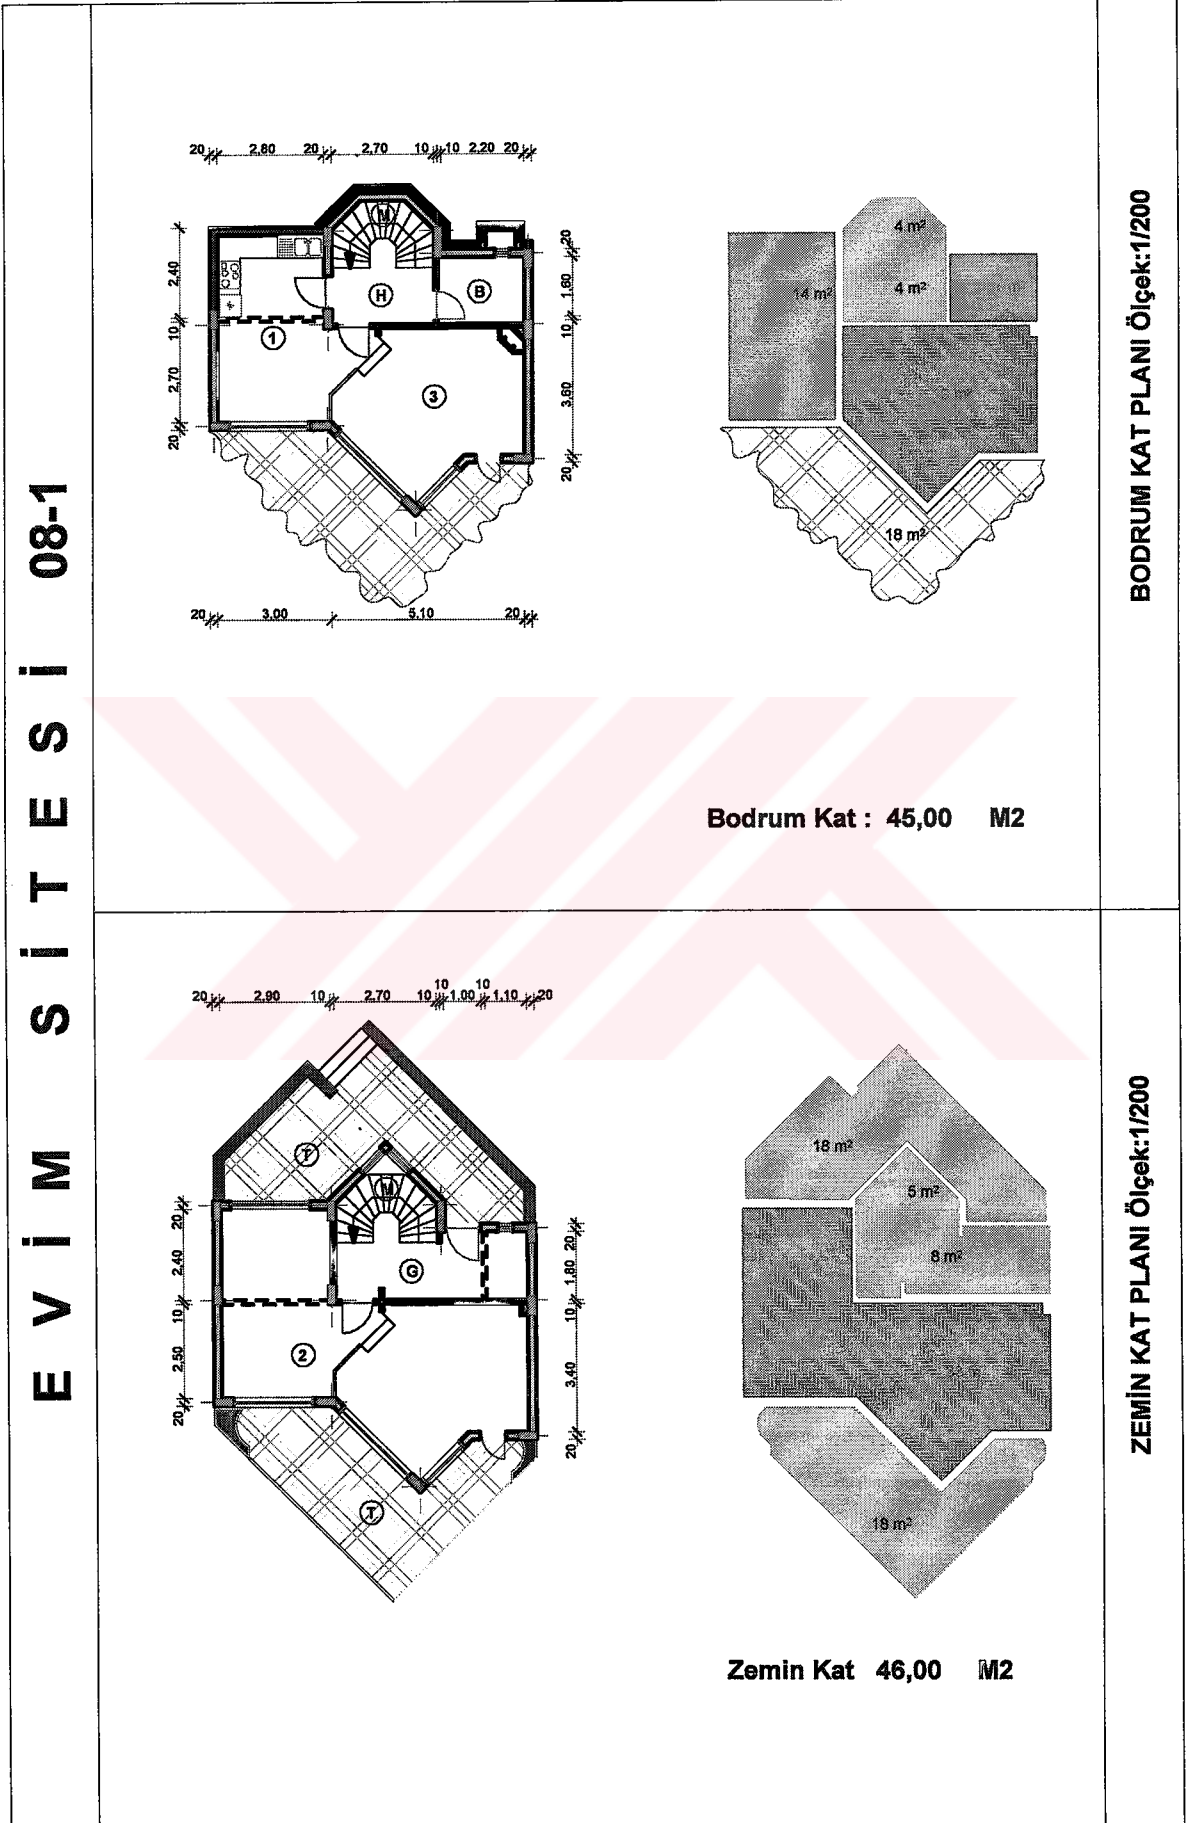 EVİM SİTESİ 08-1
BODRUM KAT PLANI Ölçek:1/200
20 2,80 20 2,70 10 10 2,20 20
2,40
10
2,70
20
20
1,80
10
3,60
20
M
H
B
1
3
20 3,00 5,10 20
4 m²
14 m²
4 m²
18 m²
Bodrum Kat : 45,00 M2
ZEMİN KAT PLANI Ölçek:1/200
10 10
20 2,90 10 2,70 10 1,00 1,10 20
20
2,40
10
2,50
20
20
1,80
10
3,40
20
T
M
G
2
T
18 m²
5 m²
8 m²
18 m²
Zemin Kat 46,00 M2